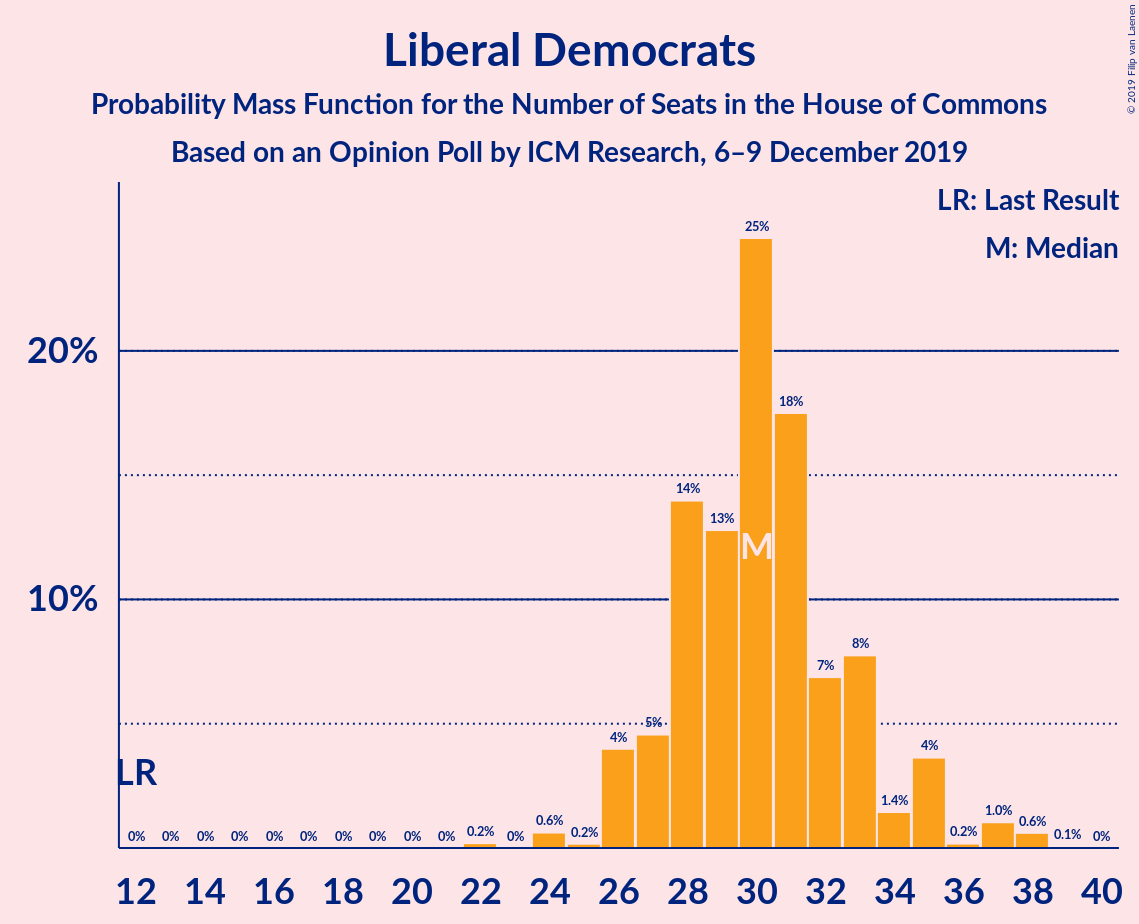 Liberal Democrats
Probability Mass Function for the Number of Seats in the House of Commons
Based on an Opinion Poll by ICM Research, 6–9 December 2019
© 2019 Filip van Laenen
LR: Last Result
M: Median
20%
10%
LR
M
0% 0% 0% 0% 0% 0% 0% 0% 0% 0% 0.2% 0% 0.6% 0.2% 4% 5% 14% 13% 25% 18% 7% 8% 1.4% 4% 0.2% 1.0% 0.6% 0.1% 0%
12 14 16 18 20 22 24 26 28 30 32 34 36 38 40